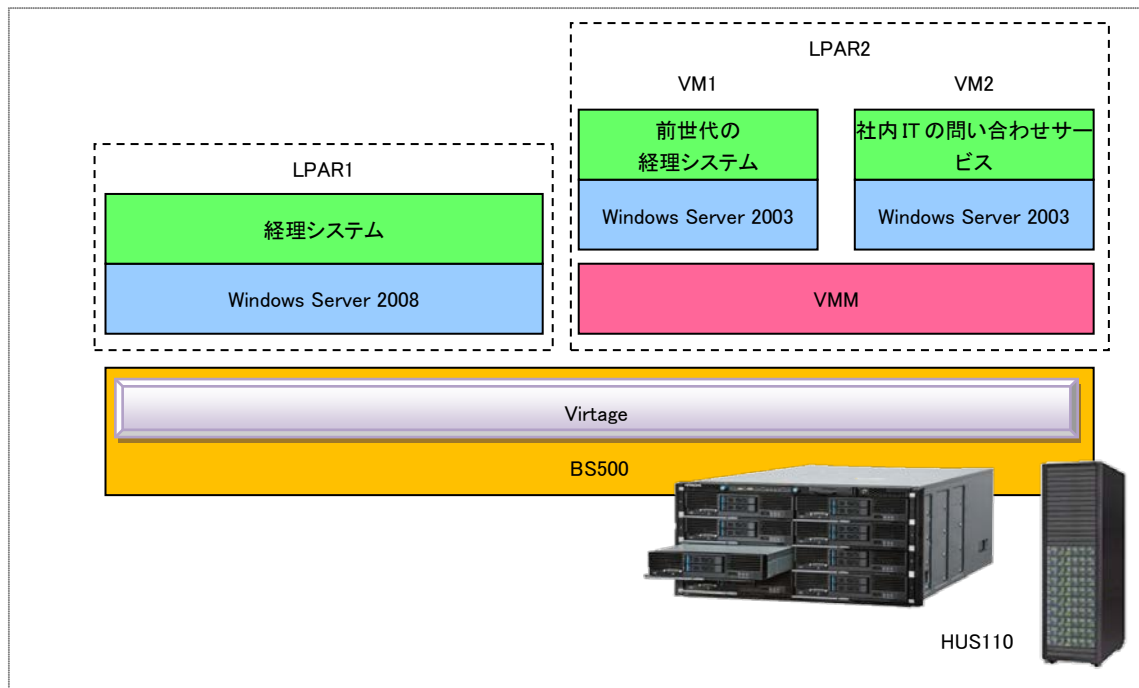 LPAR2
VM1
VM2
前世代の
経理システム
社内ITの問い合わせサー
ビス
Windows Server 2003
Windows Server 2003
VMM
LPAR1
経理システム
Windows Server 2008
Virtage
BS500
HUS110